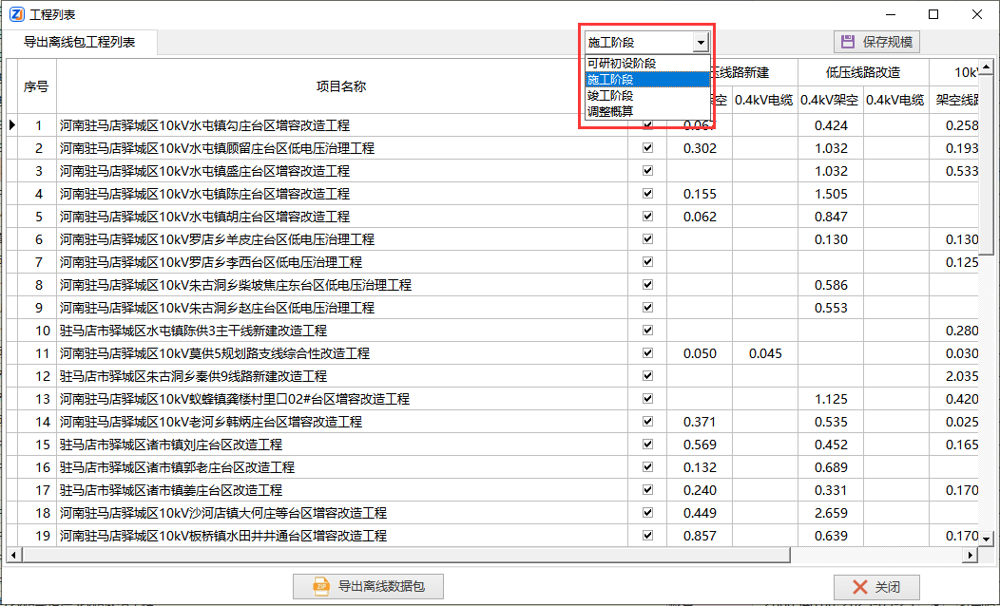 工程列表
导出离线包工程列表
施工阶段
保存规模
可研初设阶段
施工阶段
竣工阶段
调整概算
序号 项目名称 压线路新建 低压线路改造 10k
空 0.4kV电缆 0.4kV架空 0.4kV电缆 架空线路
1 河南驻马店驿城区10kV水屯镇勾庄台区增容改造工程 0.067 0.424 0.258
2 河南驻马店驿城区10kV水屯镇顾留庄台区低电压治理工程 0.302 1.032 0.193
3 河南驻马店驿城区10kV水屯镇盛庄台区增容改造工程 1.032 0.533
4 河南驻马店驿城区10kV水屯镇陈庄台区增容改造工程 0.155 1.505
5 河南驻马店驿城区10kV水屯镇胡庄台区增容改造工程 0.062 0.847
6 河南驻马店驿城区10kV罗店乡羊皮庄台区低电压治理工程 0.130 0.130
7 河南驻马店驿城区10kV罗店乡李西台区低电压治理工程 0.125
8 河南驻马店驿城区10kV朱古洞乡柴坡焦庄东台区低电压治理工程 0.586
9 河南驻马店驿城区10kV朱古洞乡赵庄台区低电压治理工程 0.553
10 驻马店市驿城区水屯镇陈供3主干线新建改造工程 0.280
11 河南驻马店驿城区10kV莫供5规划路支线综合性改造工程 0.050 0.045 0.030
12 驻马店市驿城区朱古洞乡秦供9线路新建改造工程 2.035
13 河南驻马店驿城区10kV蚁蜂镇龚楼村里口02#台区增容改造工程 1.125 0.420
14 河南驻马店驿城区10kV老河乡韩炳庄台区增容改造工程 0.371 0.535 0.025
15 驻马店市驿城区诸市镇刘庄台区改造工程 0.569 0.452 0.165
16 驻马店市驿城区诸市镇郭老庄台区改造工程 0.132 0.689
17 驻马店市驿城区诸市镇姜庄台区改造工程 0.240 0.331 0.170
18 河南驻马店驿城区10kV沙河店镇大何庄等台区增容改造工程 0.449 2.659
19 河南驻马店驿城区10kV板桥镇水田井井通台区增容改造工程 0.857 0.639 0.170
导出离线数据包
关闭